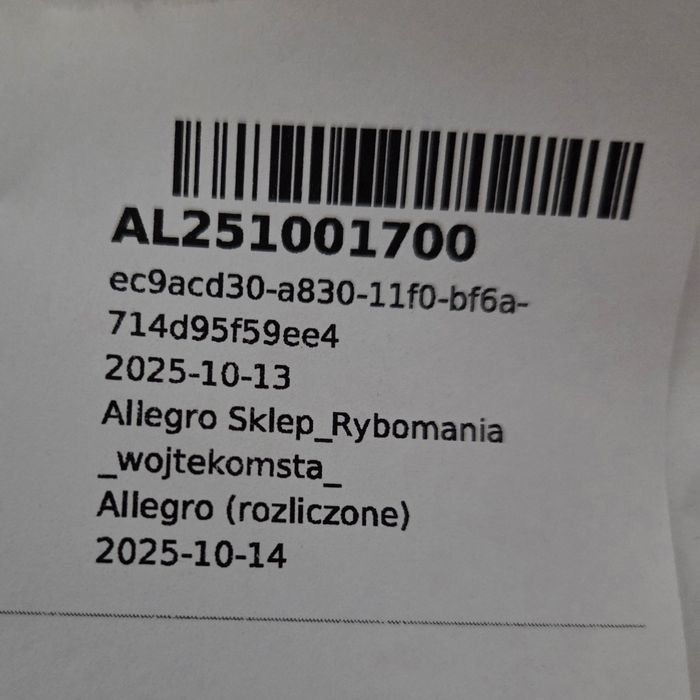 AL251001700
ec9acd30-a830-11f0-bf6a-
714d95f59ee4
2025-10-13
Allegro Sklep_Rybomania
_wojtekomsta_
Allegro (rozliczone)
2025-10-14